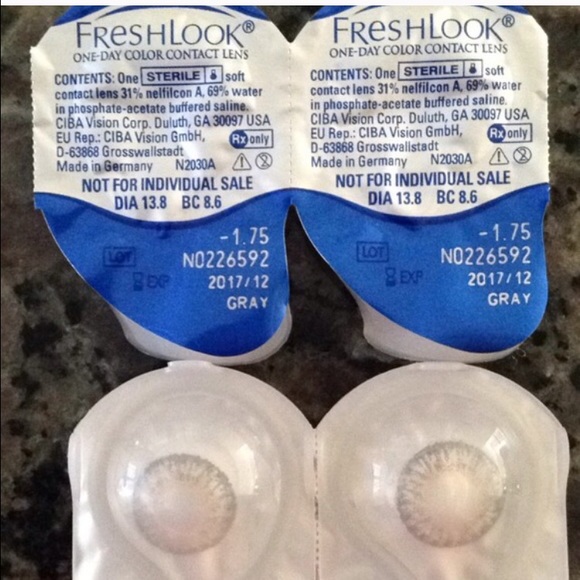 FRESHLOOK®
ONE-DAY COLOR CONTACT LENS
CONTENTS: One STERILE soft
contact lens 31% nelfilcon A, 69% water
in phosphate-acetate buffered saline.
CIBA Vision Corp. Duluth, GA 30097 USA
EU Rep.: CIBA Vision GmbH,
D-63868 Grosswallstadt
Rx only
Made in Germany N2030A
NOT FOR INDIVIDUAL SALE
DIA 13.8 BC 8.6
-1.75
LOT N0226592
EXP 2017/12
GRAY
FRESHLOOK®
ONE-DAY COLOR CONTACT LENS
CONTENTS: One STERILE soft
contact lens 31% nelfilcon A, 69% water
in phosphate-acetate buffered saline.
CIBA Vision Corp. Duluth, GA 30097 USA
EU Rep.: CIBA Vision GmbH,
D-63868 Grosswallstadt
Rx only
Made in Germany N2030A
NOT FOR INDIVIDUAL SALE
DIA 13.8 BC 8.6
-1.75
LOT N0226592
EXP 2017/12
GRAY